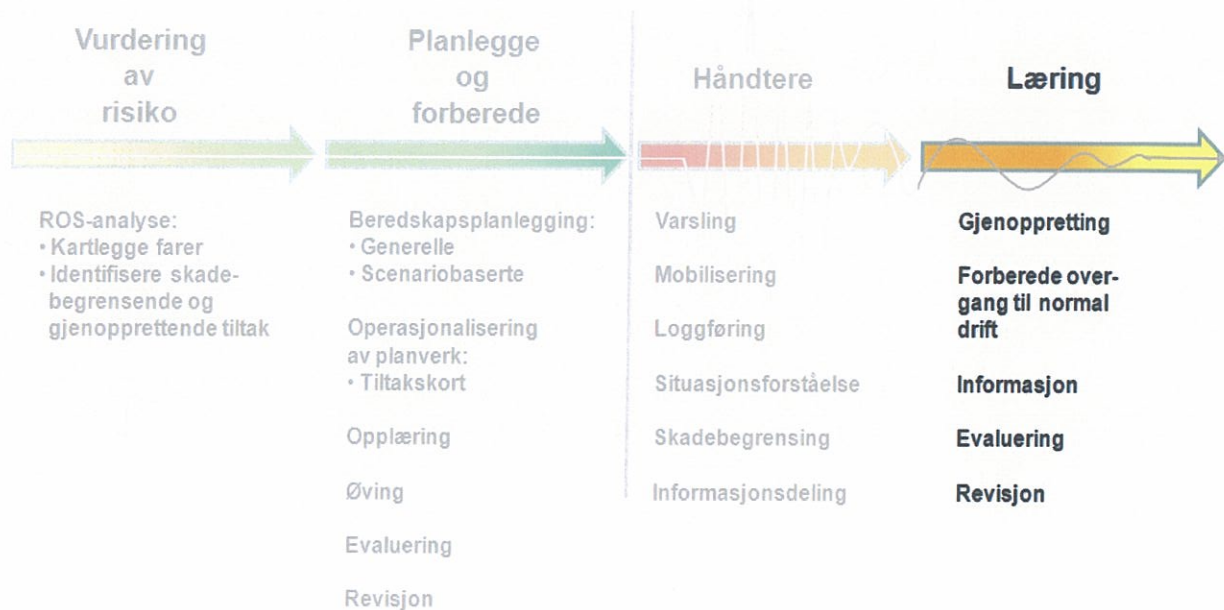 Vurdering
av
risiko
ROS-analyse:
• Kartlegge farer
• Identifisere skade-
begrensende og
gjenopprettende tiltak
Planlegge
og
forberede
Beredskapsplanlegging:
• Generelle
• Scenariobaserte
Operasjonalisering
av planverk:
• Tiltakskort
Opplæring
Øving
Evaluering
Revisjon
Håndtere
Varsling
Mobilisering
Loggføring
Situasjonsforståelse
Skadebegrensing
Informasjonsdeling
Læring
Gjenoppretting
Forberede over-
gang til normal
drift
Informasjon
Evaluering
Revisjon